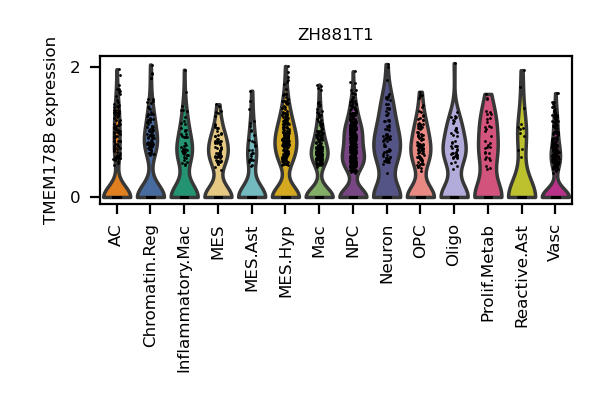 ZH881T1
TMEM178B expression
2
0
AC
Chromatin.Reg
Inflammatory.Mac
MES
MES.Ast
MES.Hyp
Mac
NPC
Neuron
OPC
Oligo
Prolif.Metab
Reactive.Ast
Vasc